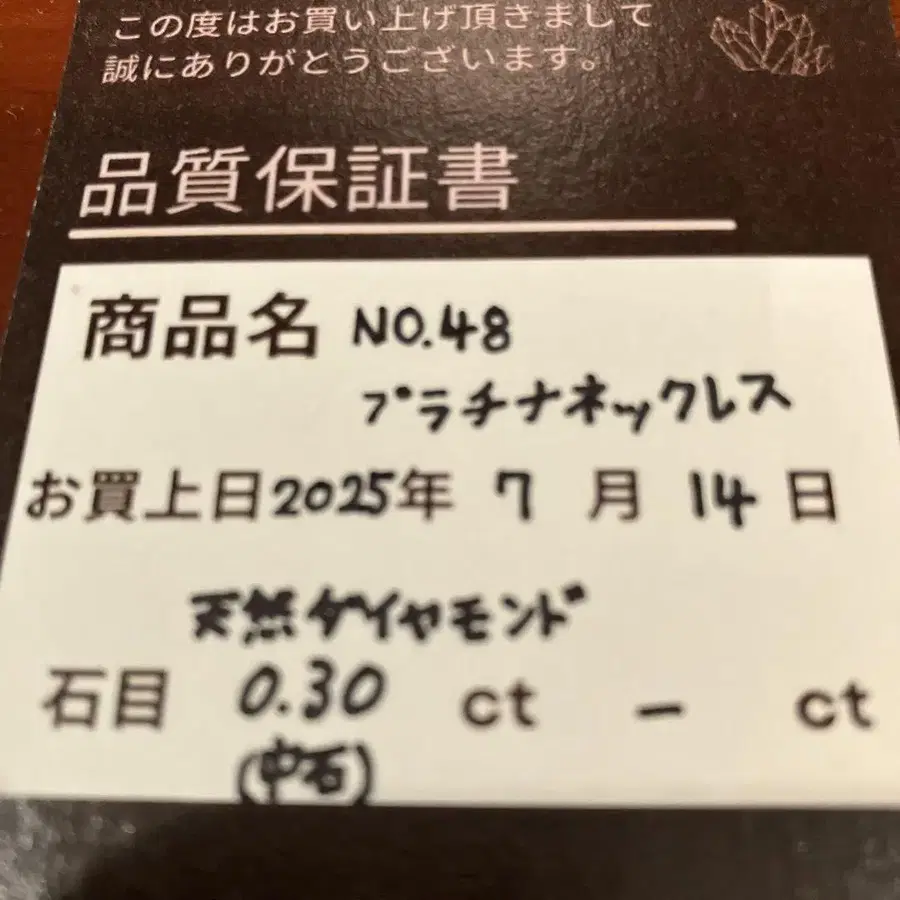 この度はお買い上げ頂きまして
誠にありがとうございます。
品質保証書
商品名 NO.48
プラチナネックレス
お買上日2025年 7 月 14 日
天然ダイヤモンド
石目 0.30 ct - ct
(中石)